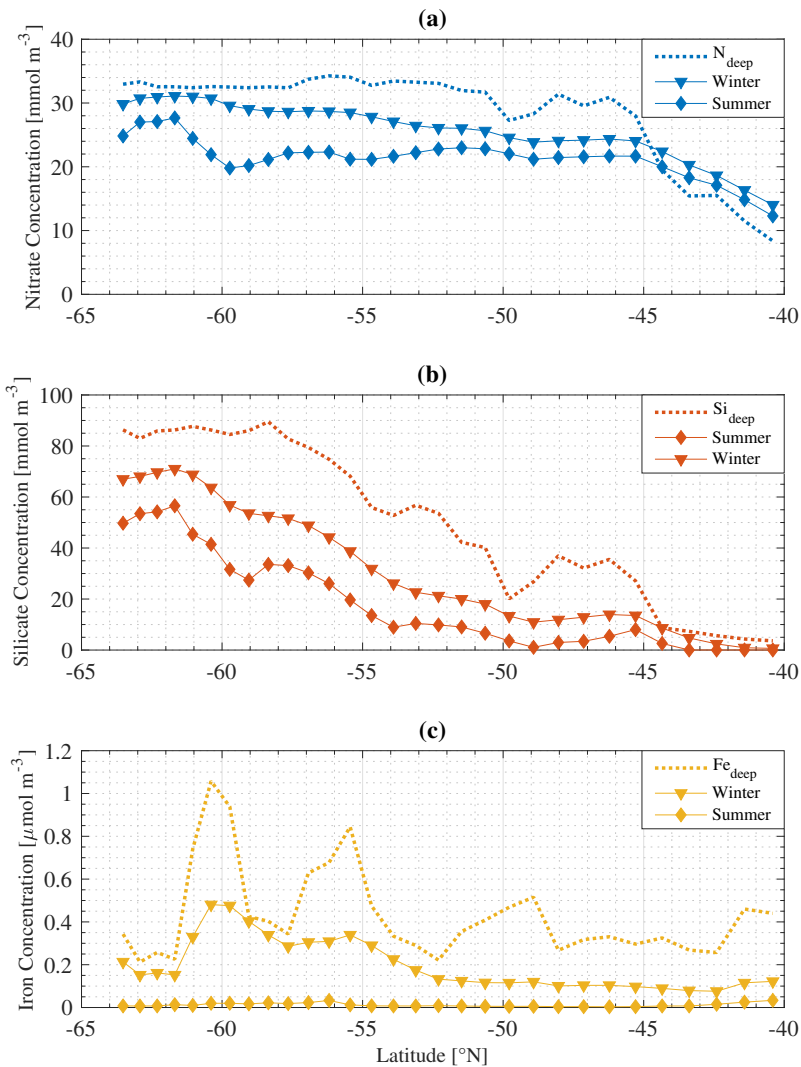 (a)
Nitrate Concentration [mmol m⁻³]
40
30
20
10
0
N_deep
Winter
Summer
-65 -60 -55 -50 -45 -40
(b)
Silicate Concentration [mmol m⁻³]
100
80
60
40
20
0
Si_deep
Summer
Winter
-65 -60 -55 -50 -45 -40
(c)
Iron Concentration [μmol m⁻³]
1.2
1
0.8
0.6
0.4
0.2
0
Fe_deep
Winter
Summer
-65 -60 -55 -50 -45 -40
Latitude [°N]